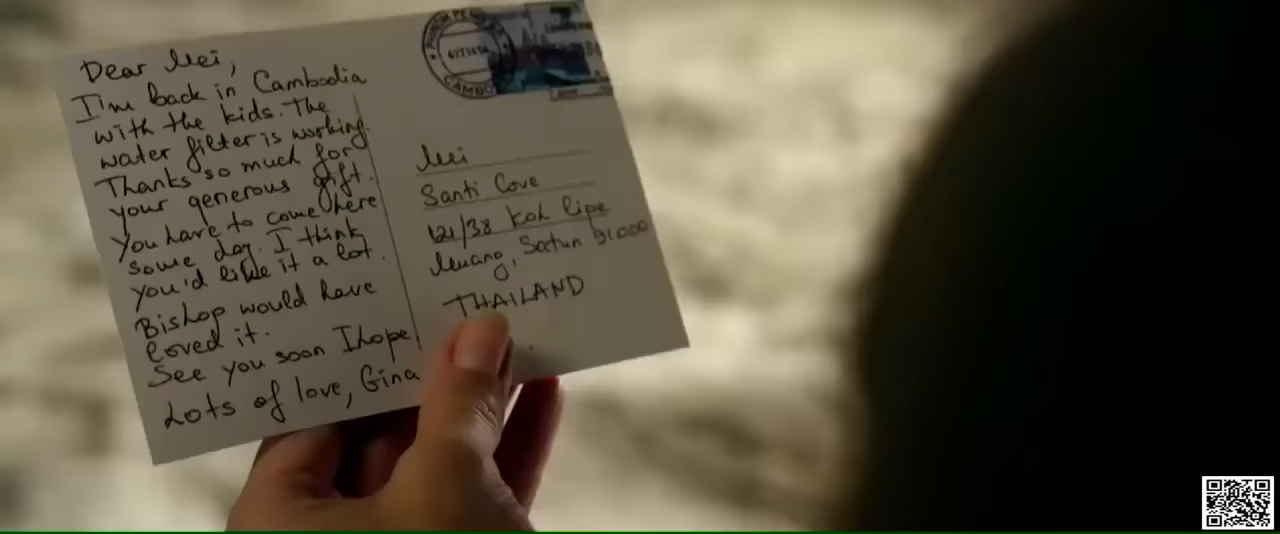 Dear Mei,
I'm back in Cambodia
with the kids. The
water filter is working.
Thanks so much for
your generous gift.
You have to come here
some day. I think
you'd like it a lot.
Bishop would have
loved it.
See you soon I hope
Lots of love, Gina
Mei
Santi Cove
121/38 Koh lipe
Muang, Satun 91000
THAILAND